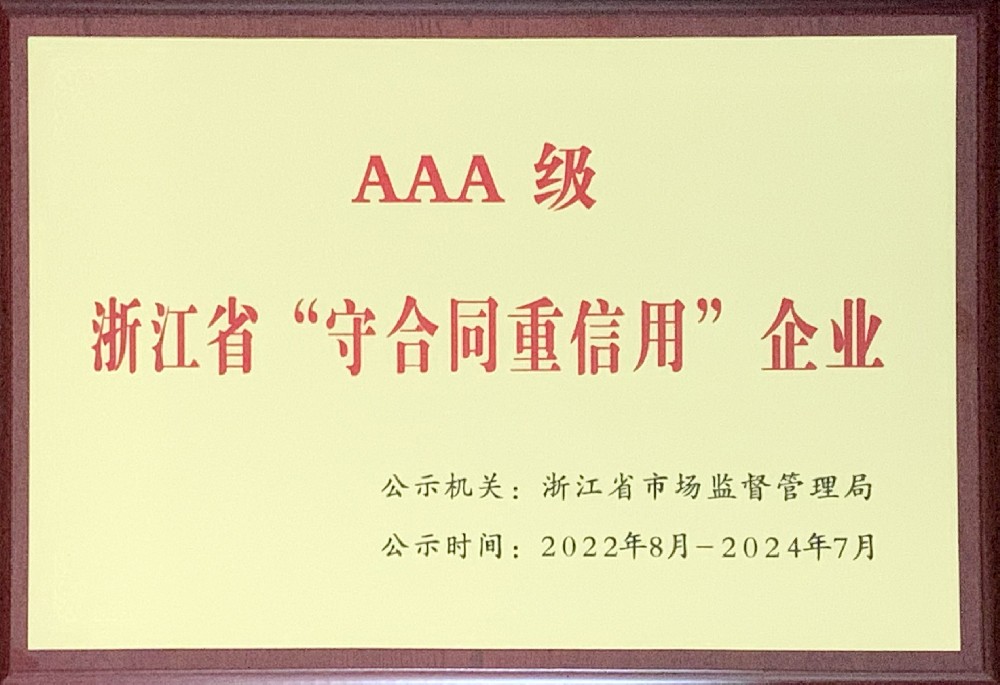 AAA 级
浙江省“守合同重信用”企业
公示机关：浙江省市场监督管理局
公示时间：2022年8月-2024年7月